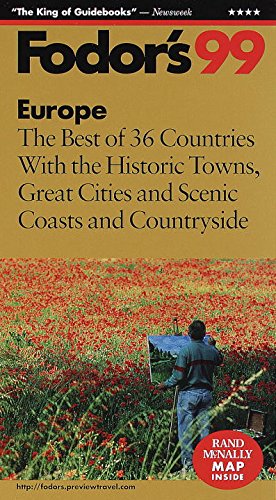 "The King of Guidebooks" — Newsweek ★★★★
Fodor's 99
Europe
The Best of 36 Countries
With the Historic Towns,
Great Cities and Scenic
Coasts and Countryside
RAND
McNALLY
MAP
INSIDE
http://fodors.previewtravel.com